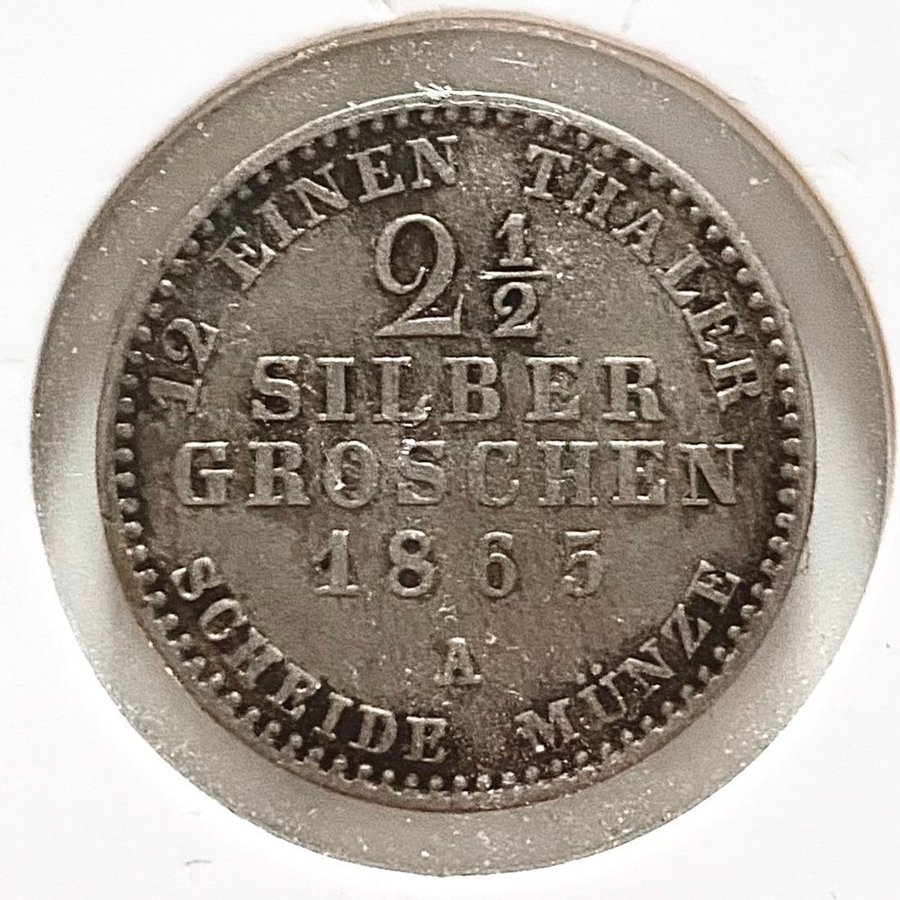 12 EINEN THALER
2 1/2
SILBER
GROSCHEN
1865
A
SCHEIDE MÜNZE